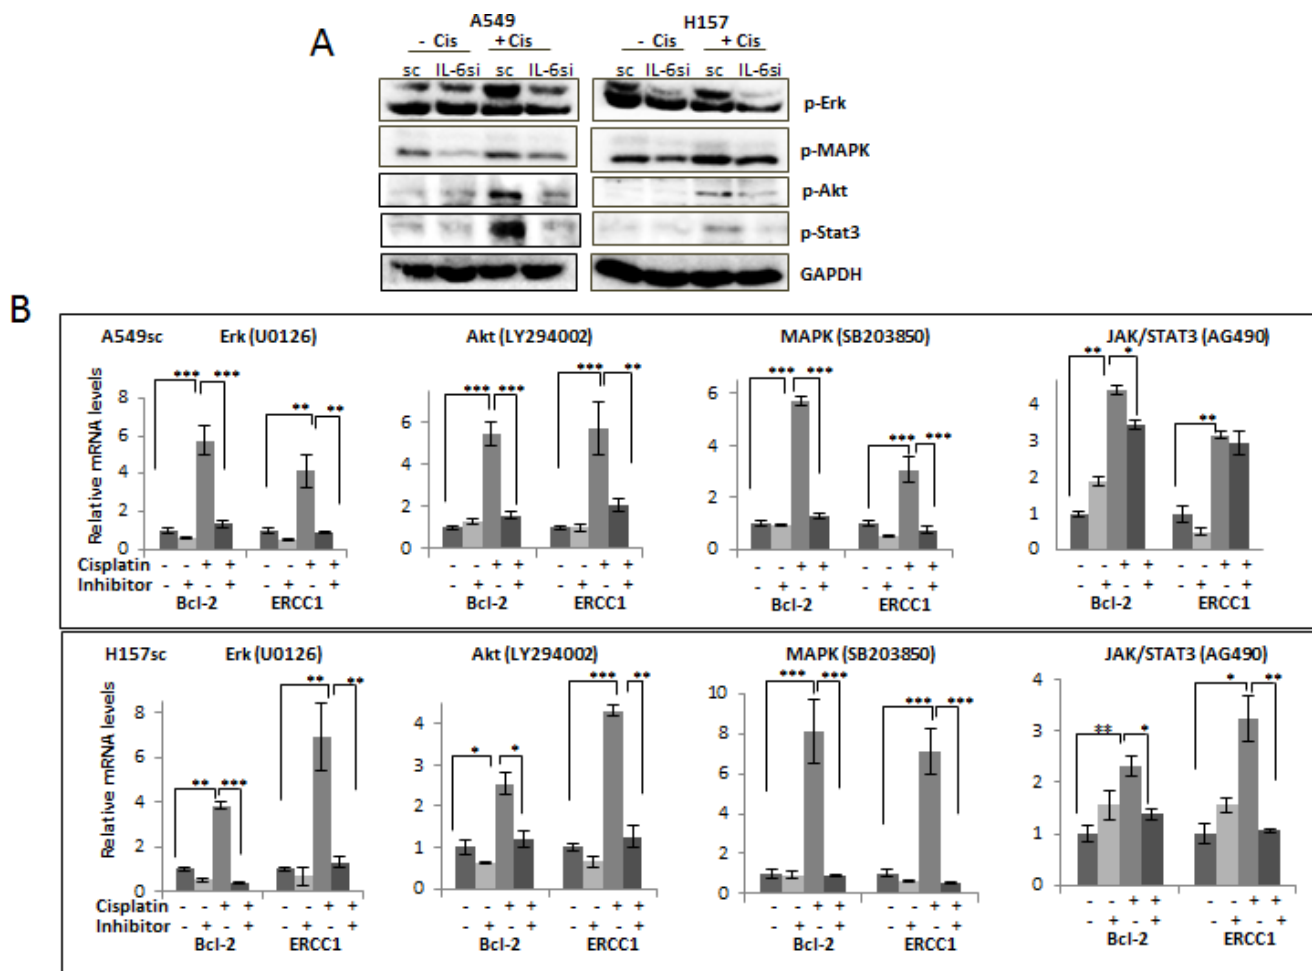 A
A549 H157
- Cis + Cis - Cis + Cis
sc IL-6si sc IL-6si sc IL-6si sc IL-6si
p-Erk
p-MAPK
p-Akt
p-Stat3
GAPDH
B
A549sc Erk (U0126) Akt (LY294002) MAPK (SB203850) JAK/STAT3 (AG490)
*** *** ** ** *** *** *** ** *** *** *** *** ** * **
Relative mRNA levels
8 6 4 2 0
6 4 2 0
6 4 2 0
4 3 2 1 0
Cisplatin - - + + - - + + - - + + - - + + - - + + - - + + - - + + - - + +
Inhibitor - + - + - + - + - + - + - + - + - + - + - + - + - + - + - + - +
Bcl-2 ERCC1 Bcl-2 ERCC1 Bcl-2 ERCC1 Bcl-2 ERCC1
H157sc Erk (U0126) Akt (LY294002) MAPK (SB203850) JAK/STAT3 (AG490)
** *** ** ** * * *** ** *** *** *** *** ** * * **
Relative mRNA levels
8 6 4 2 0
4 3 2 1 0
10 8 6 4 2 0
4 3 2 1 0
Cisplatin - - + + - - + + - - + + - - + + - - + + - - + + - - + + - - + +
Inhibitor - + - + - + - + - + - + - + - + - + - + - + - + - + - + - + - +
Bcl-2 ERCC1 Bcl-2 ERCC1 Bcl-2 ERCC1 Bcl-2 ERCC1